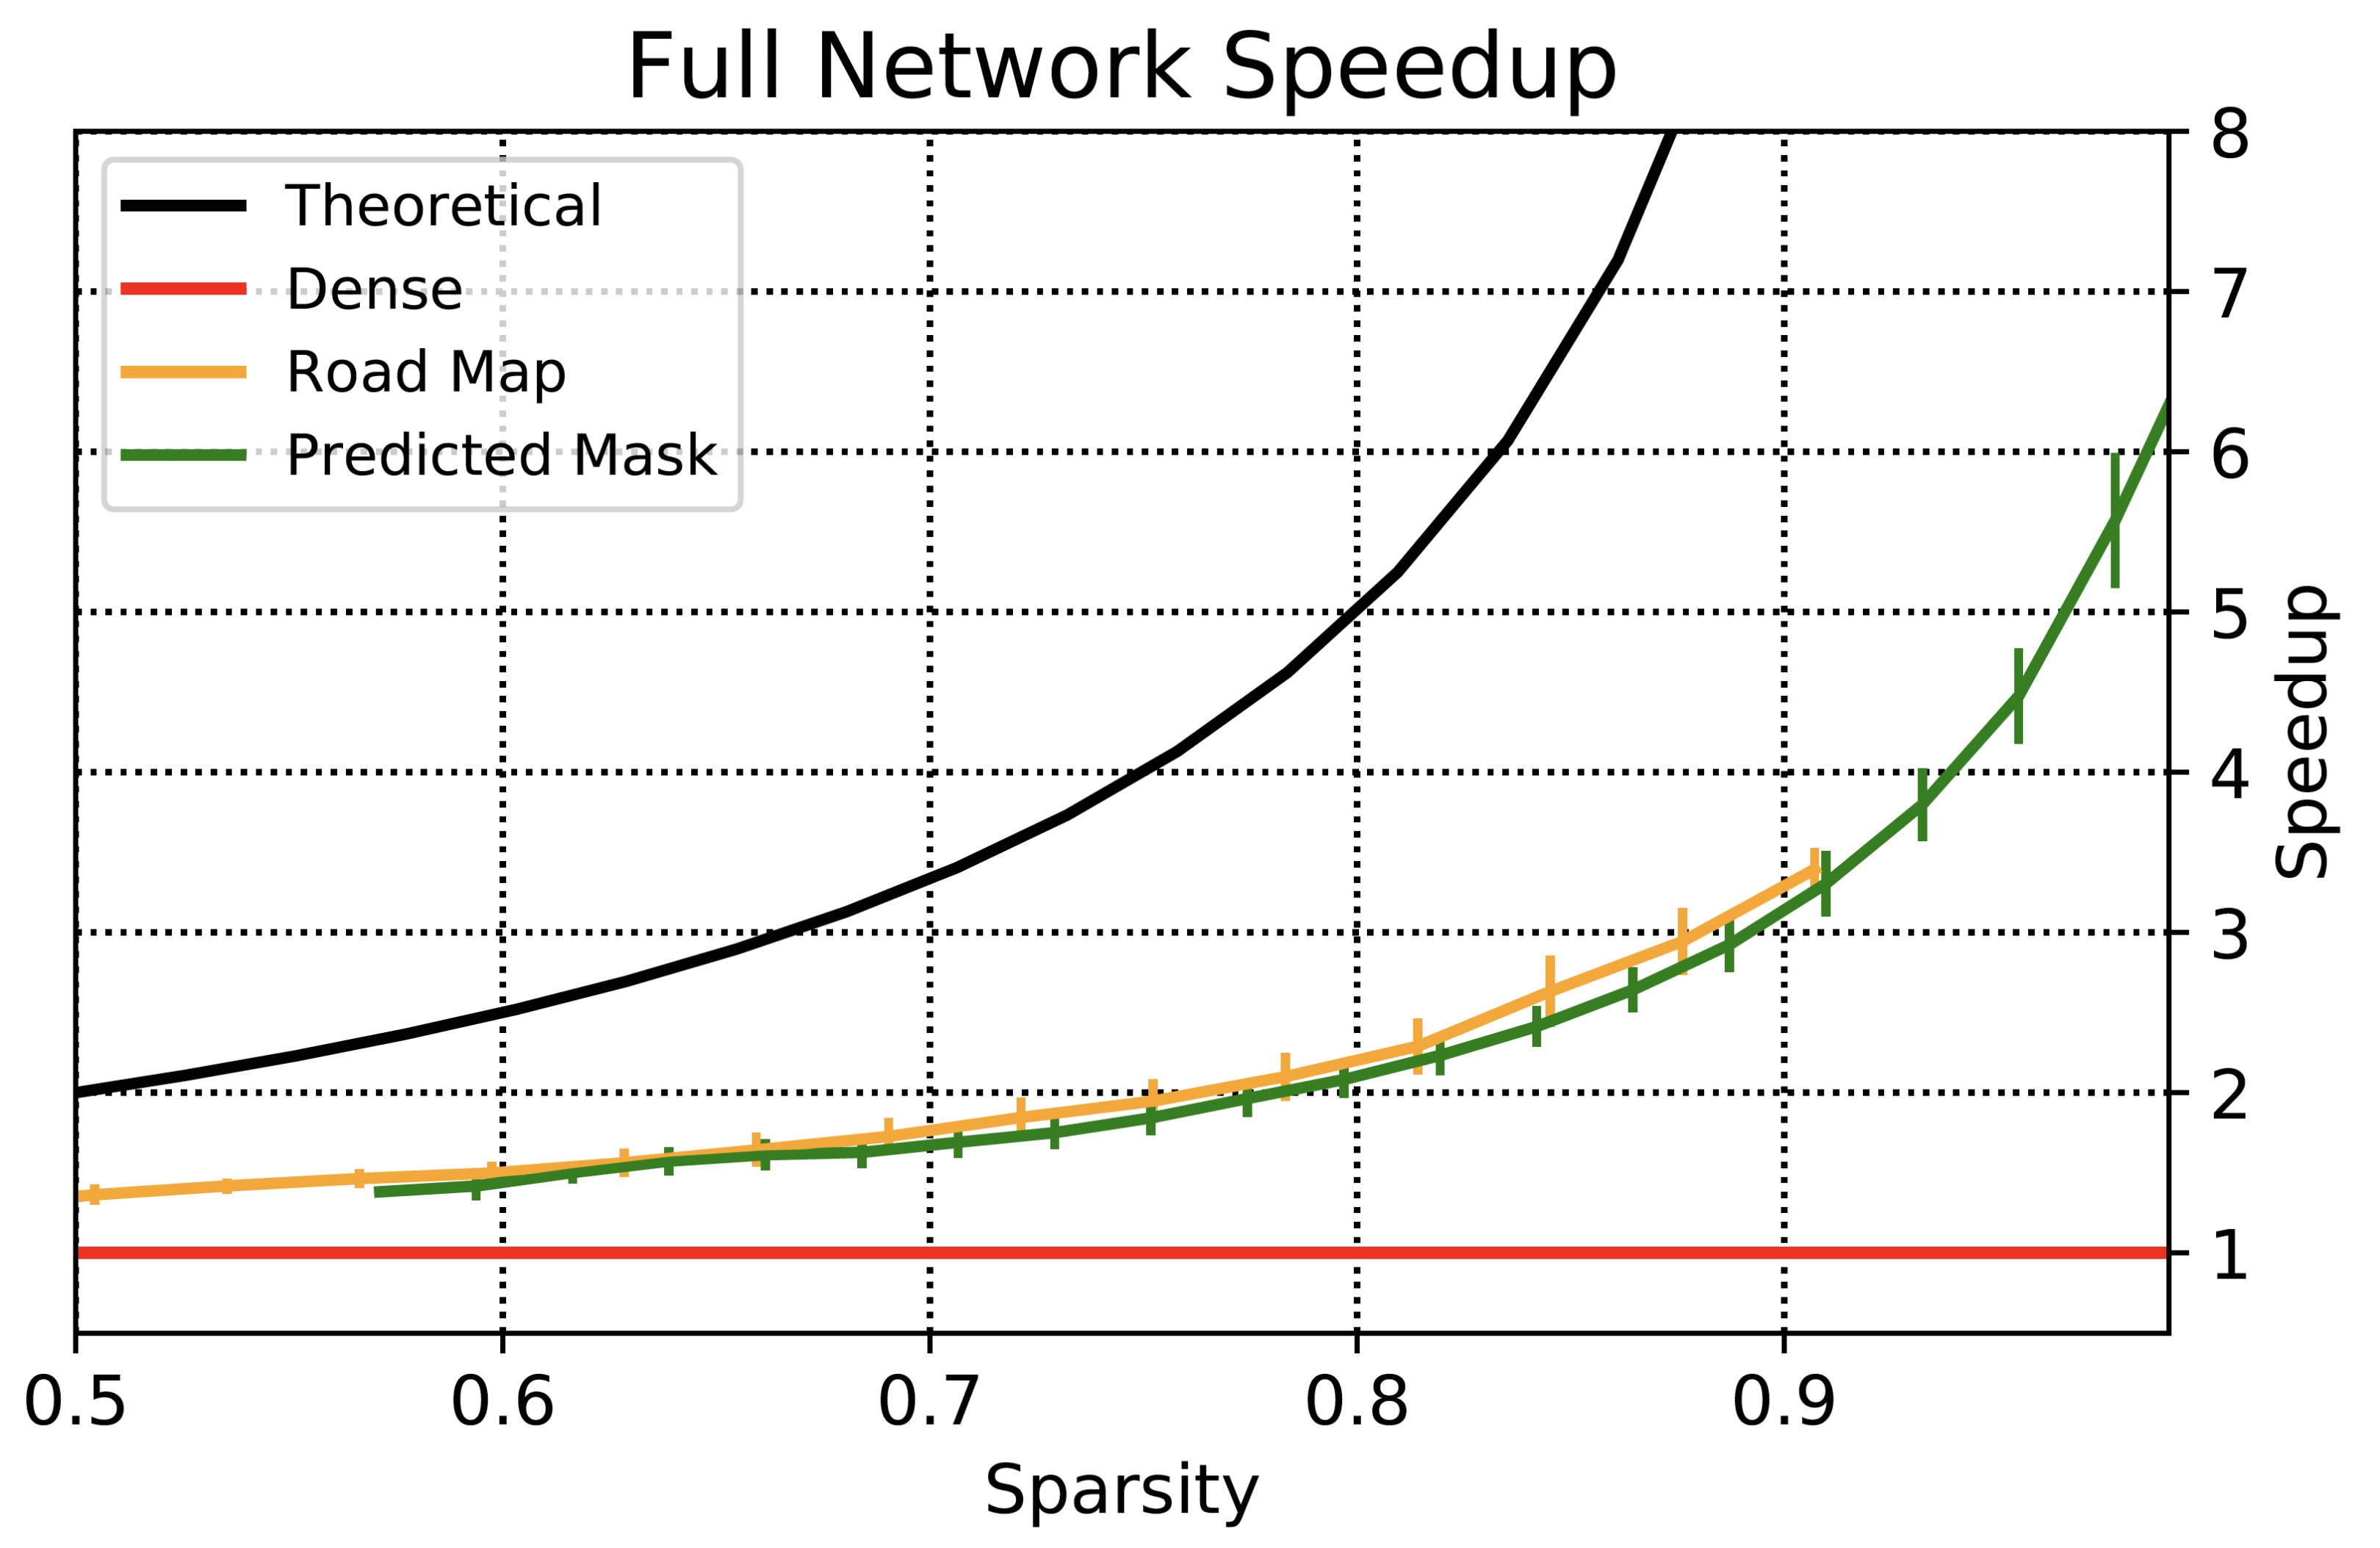 Full Network Speedup
Theoretical
Dense
Road Map
Predicted Mask
8
7
6
5
4
3
2
1
Speedup
0.5 0.6 0.7 0.8 0.9
Sparsity